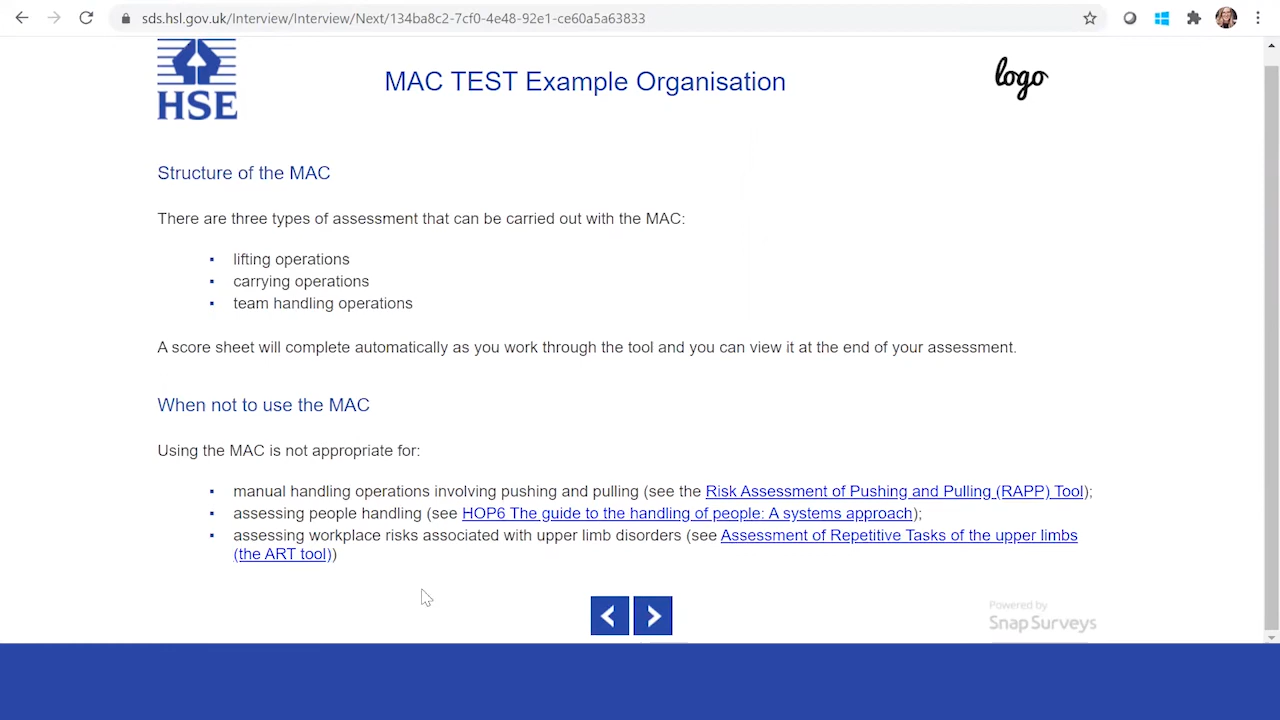 sds.hsl.gov.uk/Interview/Interview/Next/134ba8c2-7cf0-4e48-92e1-ce60a5a63833
HSE
MAC TEST Example Organisation
logo
Structure of the MAC
There are three types of assessment that can be carried out with the MAC:
lifting operations
carrying operations
team handling operations
A score sheet will complete automatically as you work through the tool and you can view it at the end of your assessment.
When not to use the MAC
Using the MAC is not appropriate for:
manual handling operations involving pushing and pulling (see the Risk Assessment of Pushing and Pulling (RAPP) Tool);
assessing people handling (see HOP6 The guide to the handling of people: A systems approach);
assessing workplace risks associated with upper limb disorders (see Assessment of Repetitive Tasks of the upper limbs
(the ART tool))
Powered by
Snap Surveys